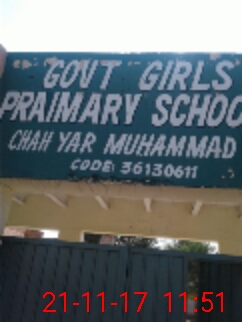 GOVT GIRLS
PRAIMARY SCHOO
CHAH YAR MUHAMMAD
CODE: 36130611
21-11-17 11:51